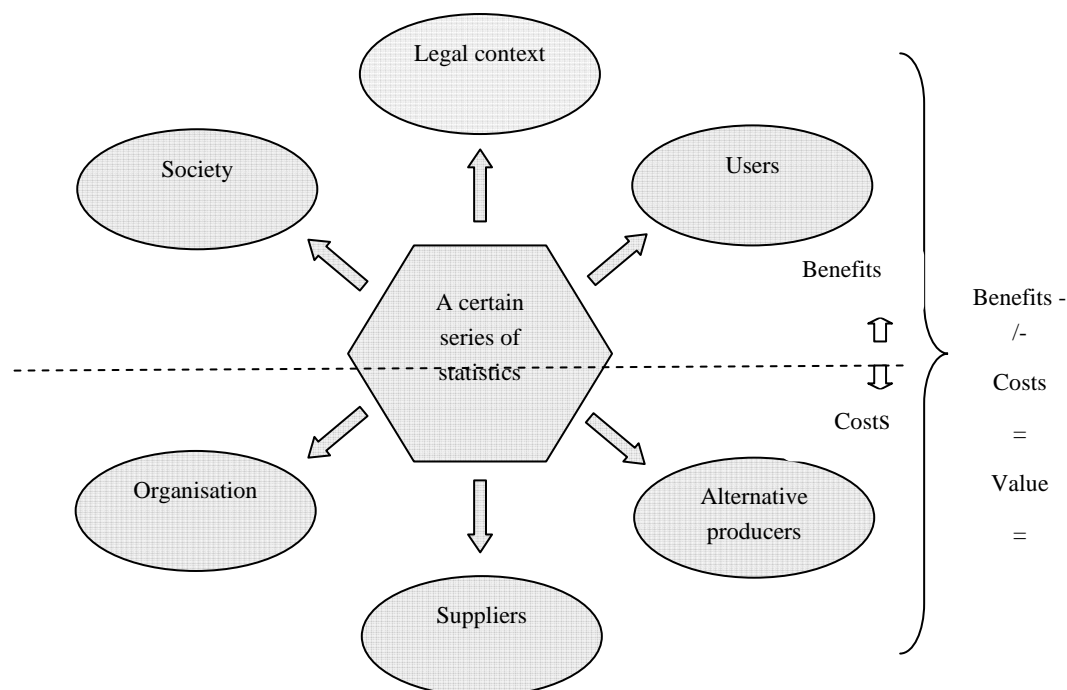 Legal context
Society
Users
Benefits
A certain
series of
statistics
Benefits -
/-
Costs
=
Value
=
Costs
Organisation
Alternative
producers
Suppliers